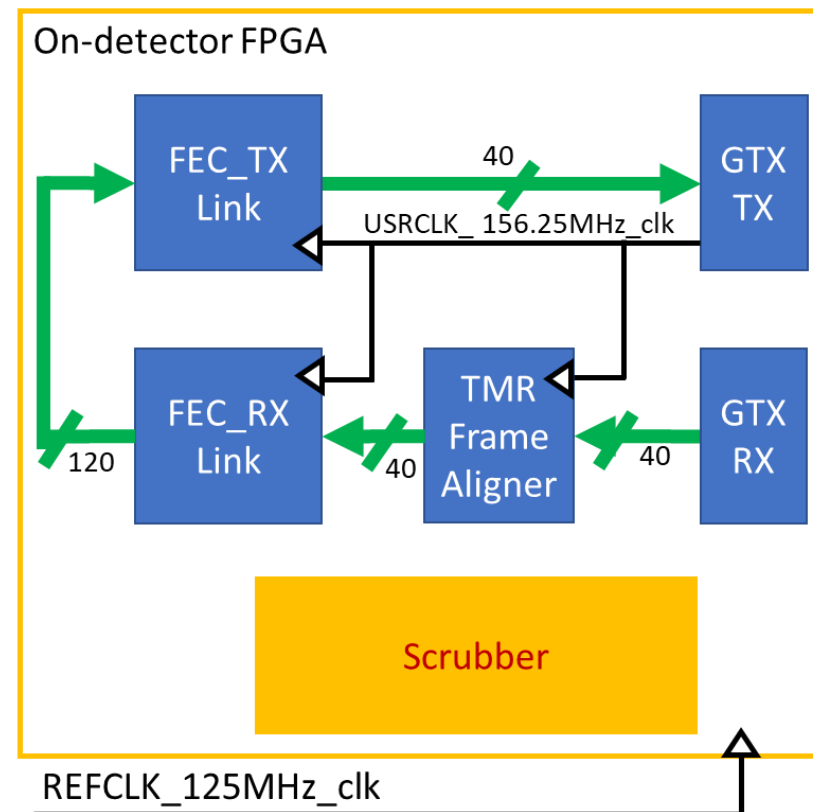 On-detector FPGA
FEC_TX
Link
40
GTX
TX
USRCLK_ 156.25MHz_clk
FEC_RX
Link
120
40
TMR
Frame
Aligner
40
GTX
RX
Scrubber
REFCLK_125MHz_clk